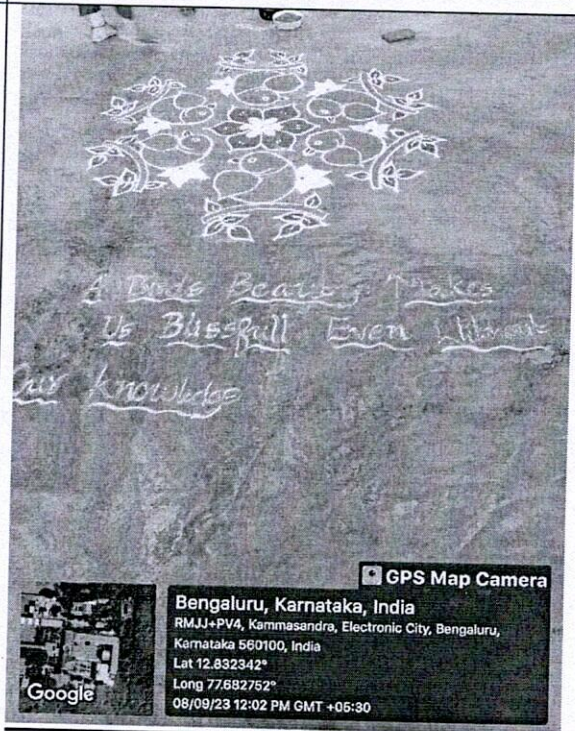 A Birds Beauty Makes
Us Blissfull Even Without
Our Knowledge
GPS Map Camera
Bengaluru, Karnataka, India
RMJJ+PV4, Kammasandra, Electronic City, Bengaluru,
Karnataka 560100, India
Lat 12.832342°
Long 77.682752°
08/09/23 12:02 PM GMT +05:30
Google